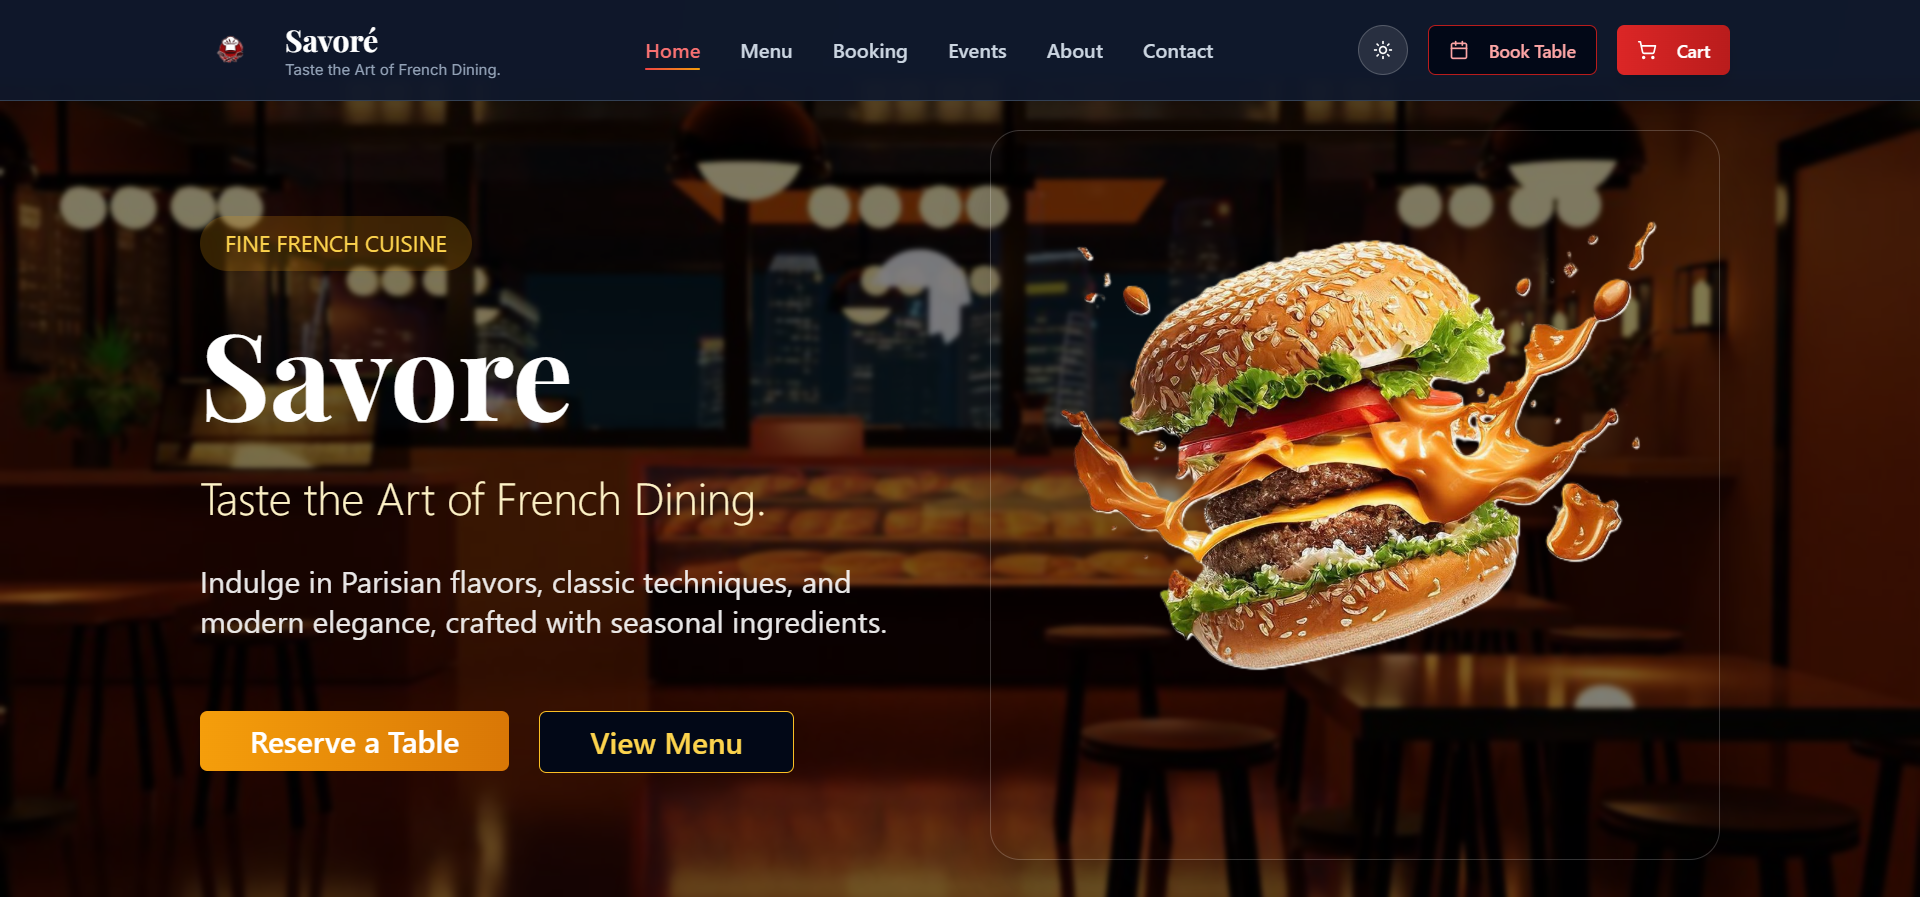 Savoré
Taste the Art of French Dining.
Home
Menu
Booking
Events
About
Contact
Book Table
Cart
FINE FRENCH CUISINE
Savore
Taste the Art of French Dining.
Indulge in Parisian flavors, classic techniques, and
modern elegance, crafted with seasonal ingredients.
Reserve a Table
View Menu